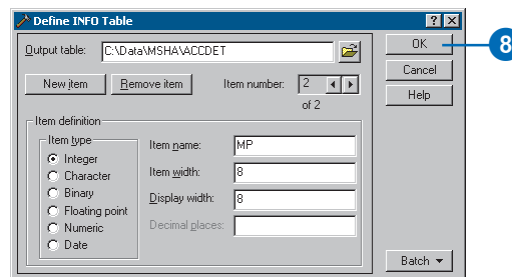 Define INFO Table
? ×
Output table: C:\Data\MSHA\ACCDET
OK
8
New item Remove item Item number: 2
of 2
Cancel
Help
Item definition
Item type
Integer
Character
Binary
Floating point
Numeric
Date
Item name: MP
Item width: 8
Display width: 8
Decimal places:
Batch